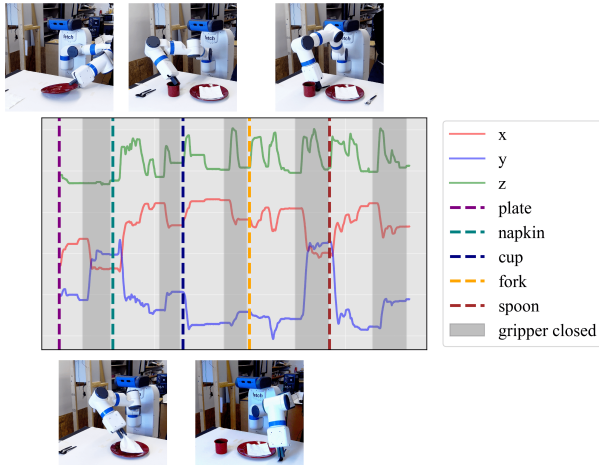 fetch
fetch
fetch
x
y
z
plate
napkin
cup
fork
spoon
gripper closed
fetch
fetch